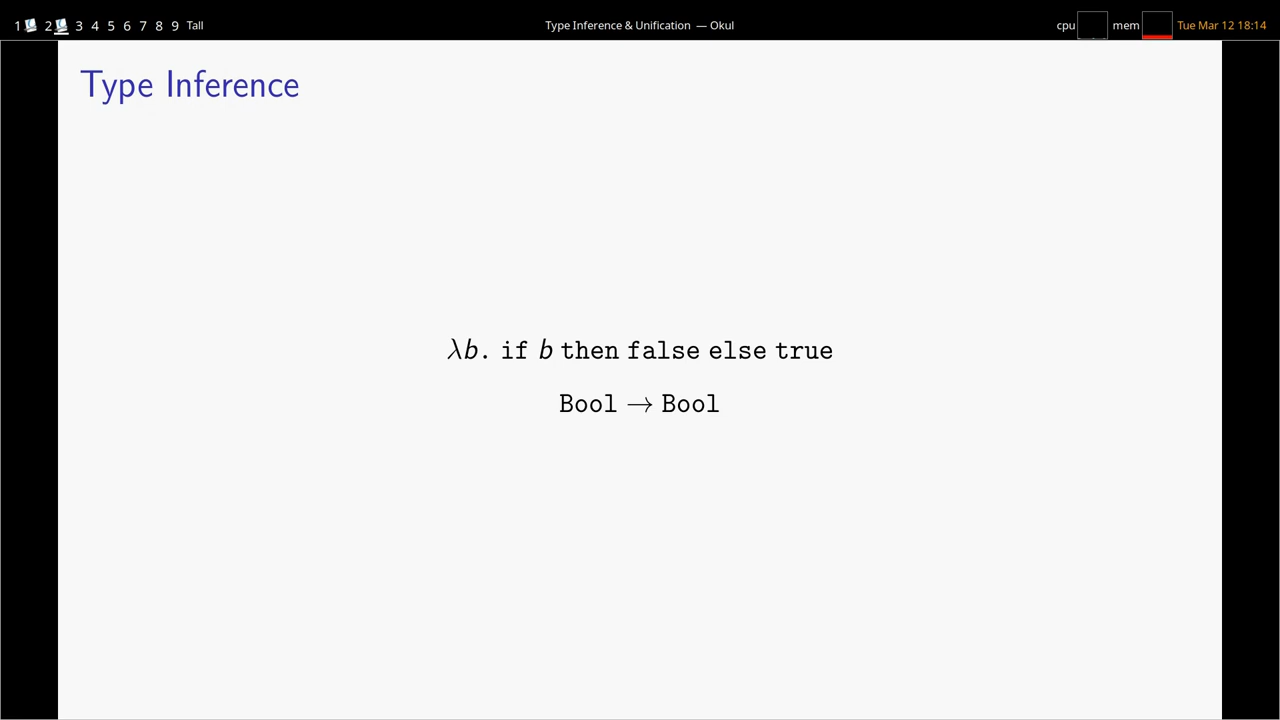 1 2 3 4 5 6 7 8 9 Tall
Type Inference & Unification — Okul
cpu mem Tue Mar 12 18:14
Type Inference
λb. if b then false else true
Bool → Bool